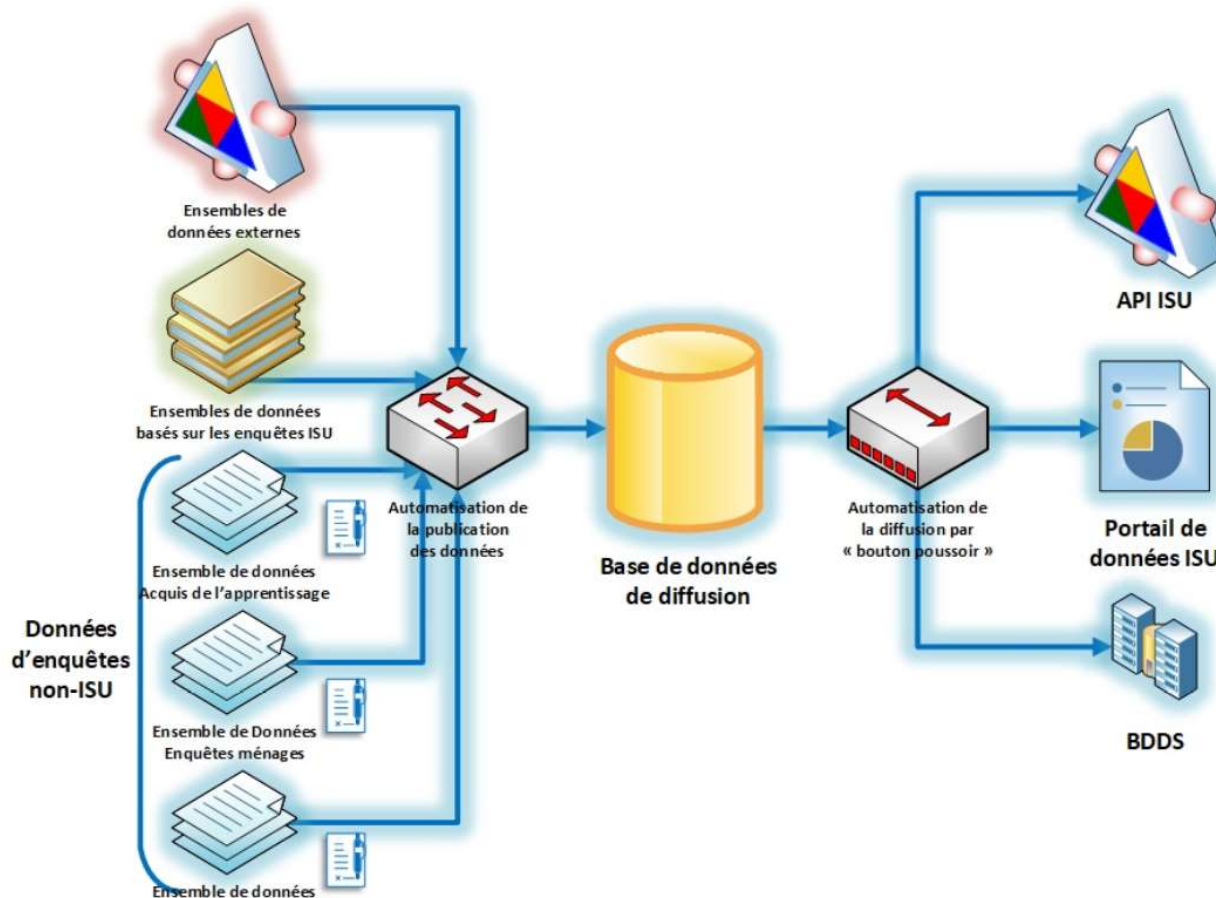 Ensembles de
données externes
Ensembles de données
basés sur les enquêtes ISU
Ensemble de données
Acquis de l'apprentissage
Données
d'enquêtes
non-ISU
Ensemble de Données
Enquêtes ménages
Ensemble de données
Automatisation de
la publication
des données
Base de données
de diffusion
Automatisation de
la diffusion par
« bouton poussoir »
API ISU
Portail de
données ISU
BDDS